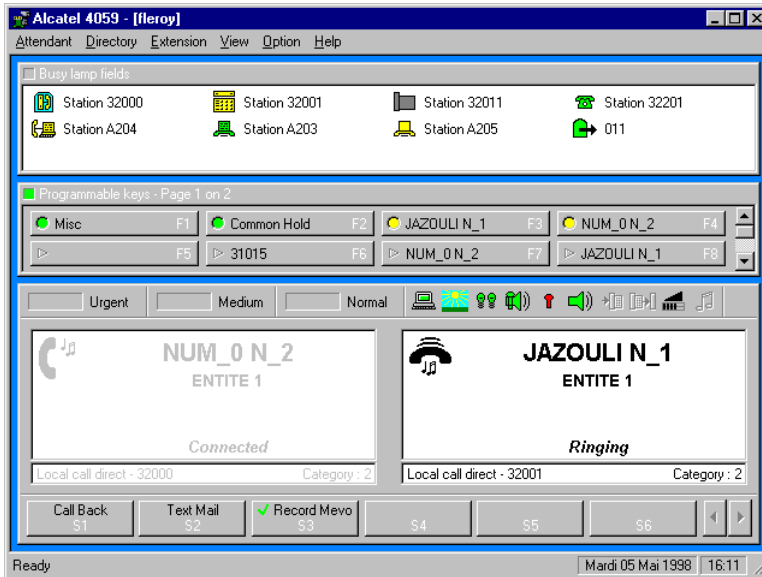 Alcatel 4059 - [fleroy]
Attendant Directory Extension View Option Help
Busy lamp fields
Station 32000 Station 32001 Station 32011 Station 32201
Station A204 Station A203 Station A205 011
Programmable keys - Page 1 on 2
Misc F1 Common Hold F2 JAZOULI N_1 F3 NUM_0 N_2 F4
F5 31015 F6 NUM_0 N_2 F7 JAZOULI N_1 F8
Urgent Medium Normal
NUM_0 N_2
ENTITE 1
Connected
Local call direct - 32000 Category : 2
JAZOULI N_1
ENTITE 1
Ringing
Local call direct - 32001 Category : 2
Call Back Text Mail Record Mevo
S1 S2 S3 S4 S5 S6
Ready Mardi 05 Mai 1998 16:11